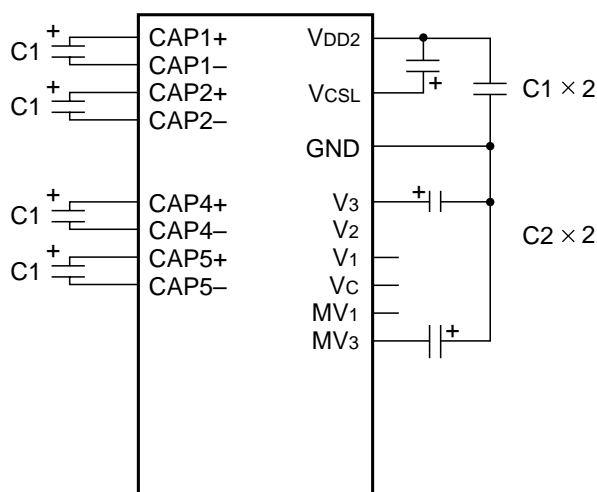 C1 + CAP1+ VDD2
CAP1–
C1 + CAP2+ VCSL + C1 × 2
CAP2–
GND
C1 + CAP4+ V3 +
CAP4– V2 C2 × 2
C1 + CAP5+ V1
CAP5– VC
MV1
MV3 +